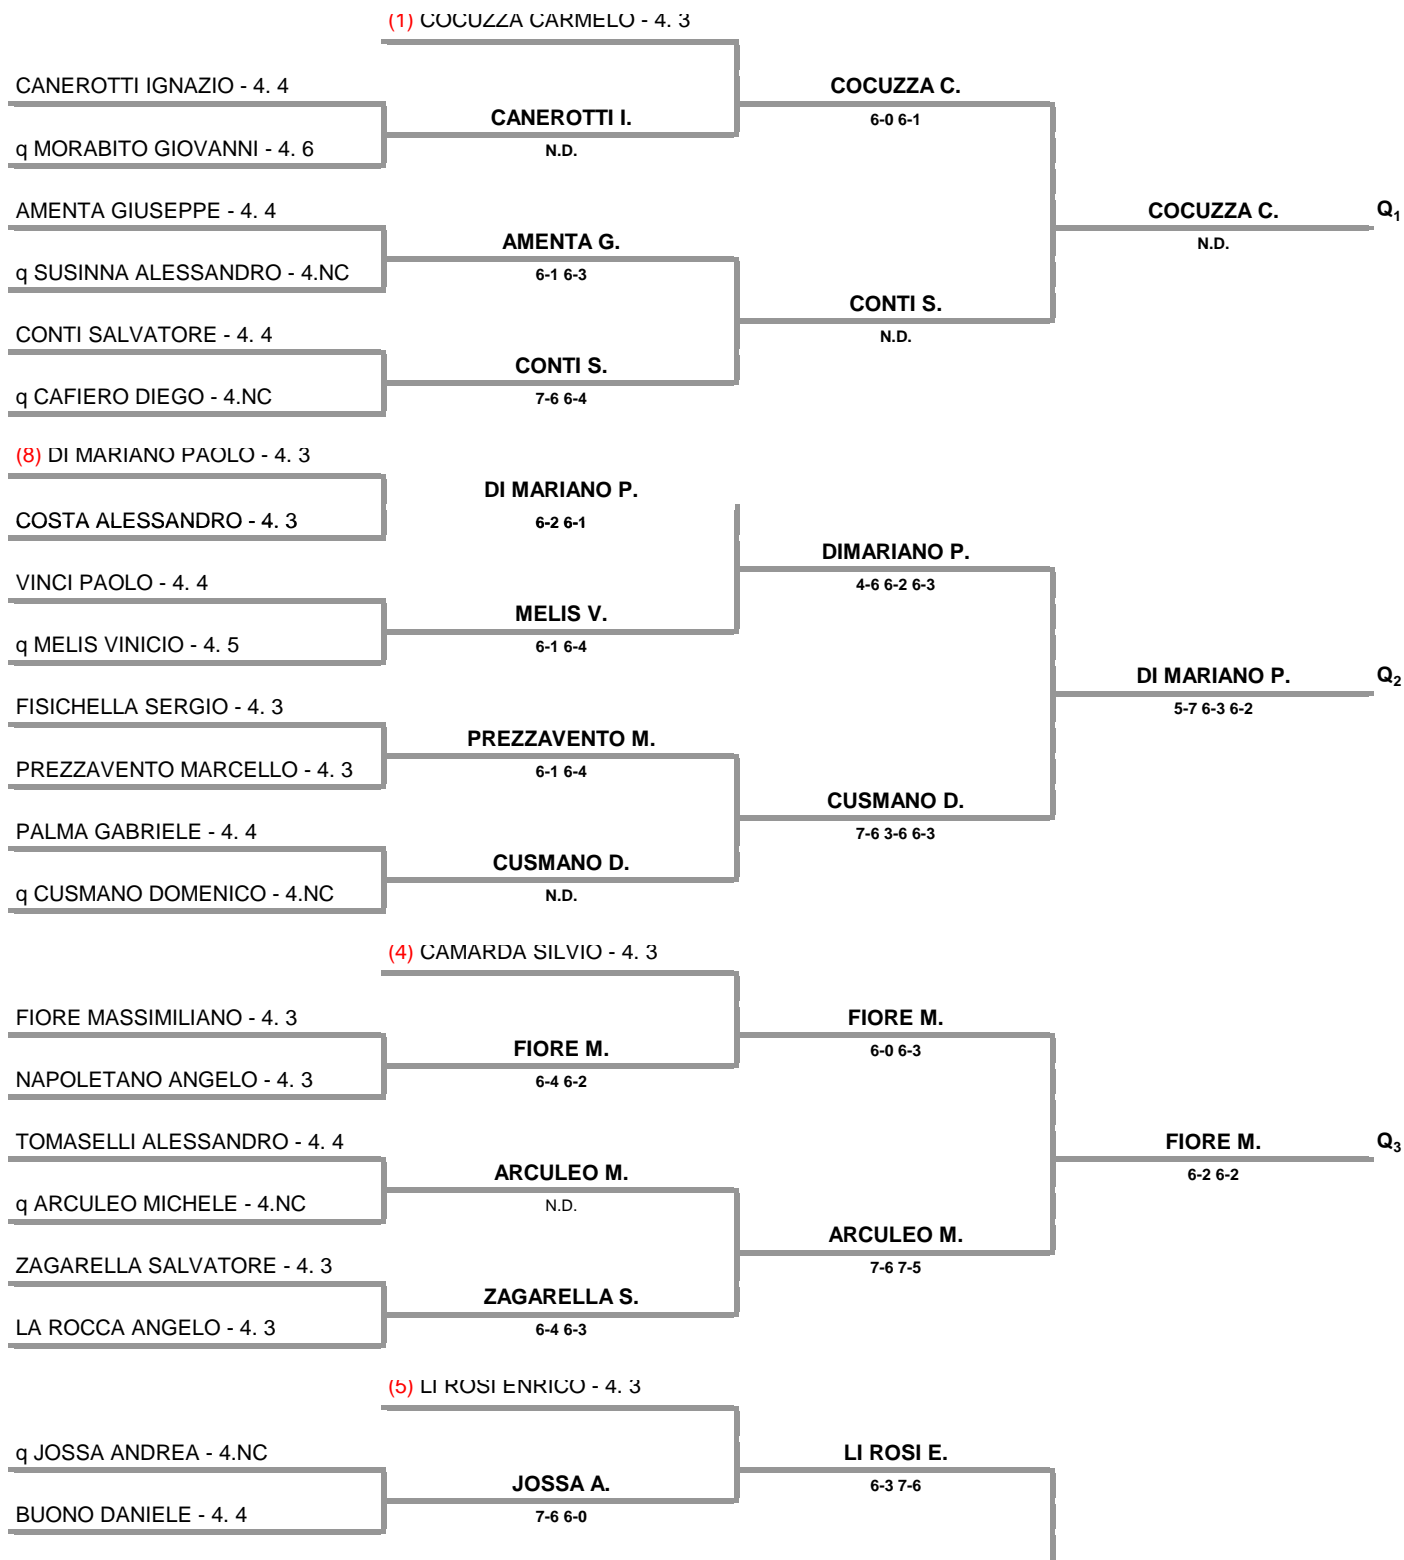 (1) COCUZZA CARMELO - 4. 3
CANEROTTI IGNAZIO - 4. 4
COCUZZA C.
CANEROTTI I.
6-0 6-1
q MORABITO GIOVANNI - 4. 6
N.D.
AMENTA GIUSEPPE - 4. 4
COCUZZA C.
Q1
AMENTA G.
N.D.
q SUSINNA ALESSANDRO - 4.NC
6-1 6-3
CONTI S.
CONTI SALVATORE - 4. 4
N.D.
CONTI S.
q CAFIERO DIEGO - 4.NC
7-6 6-4
(8) DI MARIANO PAOLO - 4. 3
DI MARIANO P.
COSTA ALESSANDRO - 4. 3
6-2 6-1
DIMARIANO P.
VINCI PAOLO - 4. 4
4-6 6-2 6-3
MELIS V.
q MELIS VINICIO - 4. 5
6-1 6-4
DI MARIANO P.
Q2
FISICHELLA SERGIO - 4. 3
5-7 6-3 6-2
PREZZAVENTO M.
PREZZAVENTO MARCELLO - 4. 3
6-1 6-4
CUSMANO D.
PALMA GABRIELE - 4. 4
7-6 3-6 6-3
CUSMANO D.
q CUSMANO DOMENICO - 4.NC
N.D.
(4) CAMARDA SILVIO - 4. 3
FIORE MASSIMILIANO - 4. 3
FIORE M.
FIORE M.
6-0 6-3
NAPOLETANO ANGELO - 4. 3
6-4 6-2
TOMASELLI ALESSANDRO - 4. 4
FIORE M.
Q3
ARCULEO M.
6-2 6-2
q ARCULEO MICHELE - 4.NC
N.D.
ARCULEO M.
ZAGARELLA SALVATORE - 4. 3
7-6 7-5
ZAGARELLA S.
LA ROCCA ANGELO - 4. 3
6-4 6-3
(5) LI ROSI ENRICO - 4. 3
q JOSSA ANDREA - 4.NC
LI ROSI E.
JOSSA A.
6-3 7-6
BUONO DANIELE - 4. 4
7-6 6-0